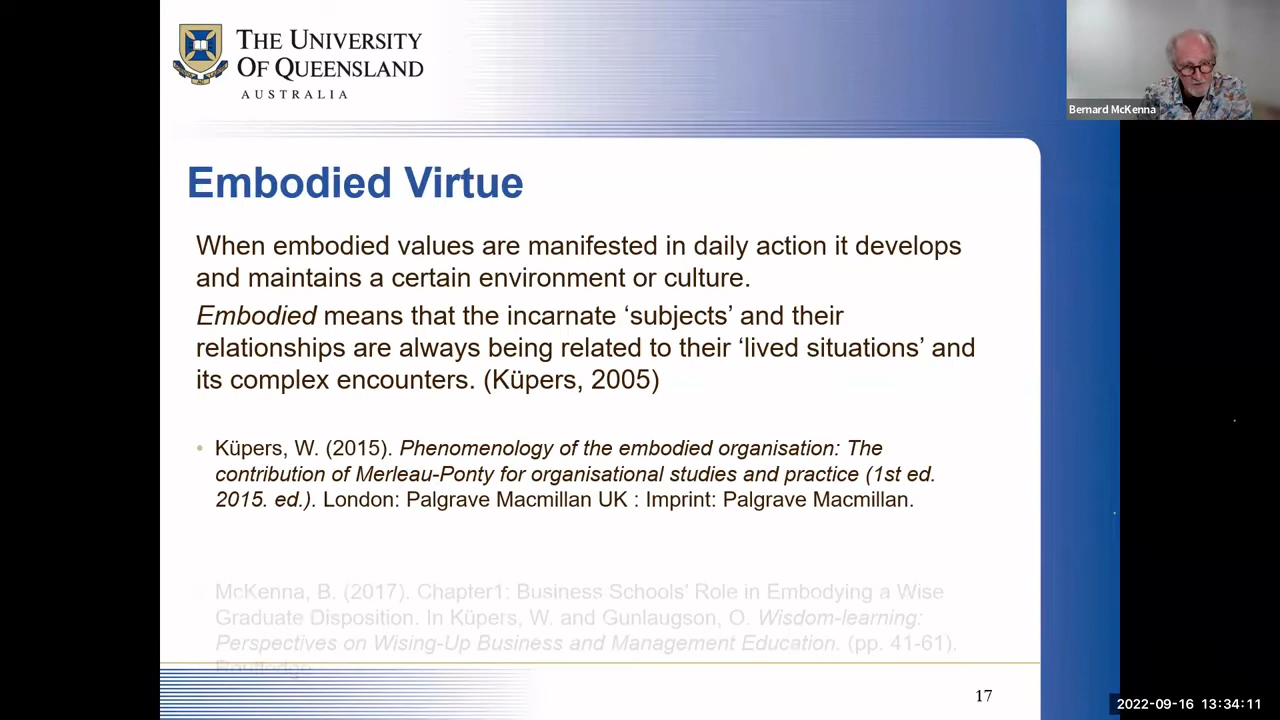 THE UNIVERSITY
OF QUEENSLAND
AUSTRALIA
Bernard McKenna
Embodied Virtue
When embodied values are manifested in daily action it develops
and maintains a certain environment or culture.
Embodied means that the incarnate ‘subjects’ and their
relationships are always being related to their ‘lived situations’ and
its complex encounters. (Küpers, 2005)
• Küpers, W. (2015). Phenomenology of the embodied organisation: The
contribution of Merleau-Ponty for organisational studies and practice (1st ed.
2015. ed.). London: Palgrave Macmillan UK : Imprint: Palgrave Macmillan.
McKenna, B. (2017). Chapter1: Business Schools' Role in Embodying a Wise
Graduate Disposition. In Küpers, W. and Gunlaugson, O. Wisdom-learning:
Perspectives on Wising-Up Business and Management Education. (pp. 41-61).
Routledge
17
2022-09-16 13:34:11